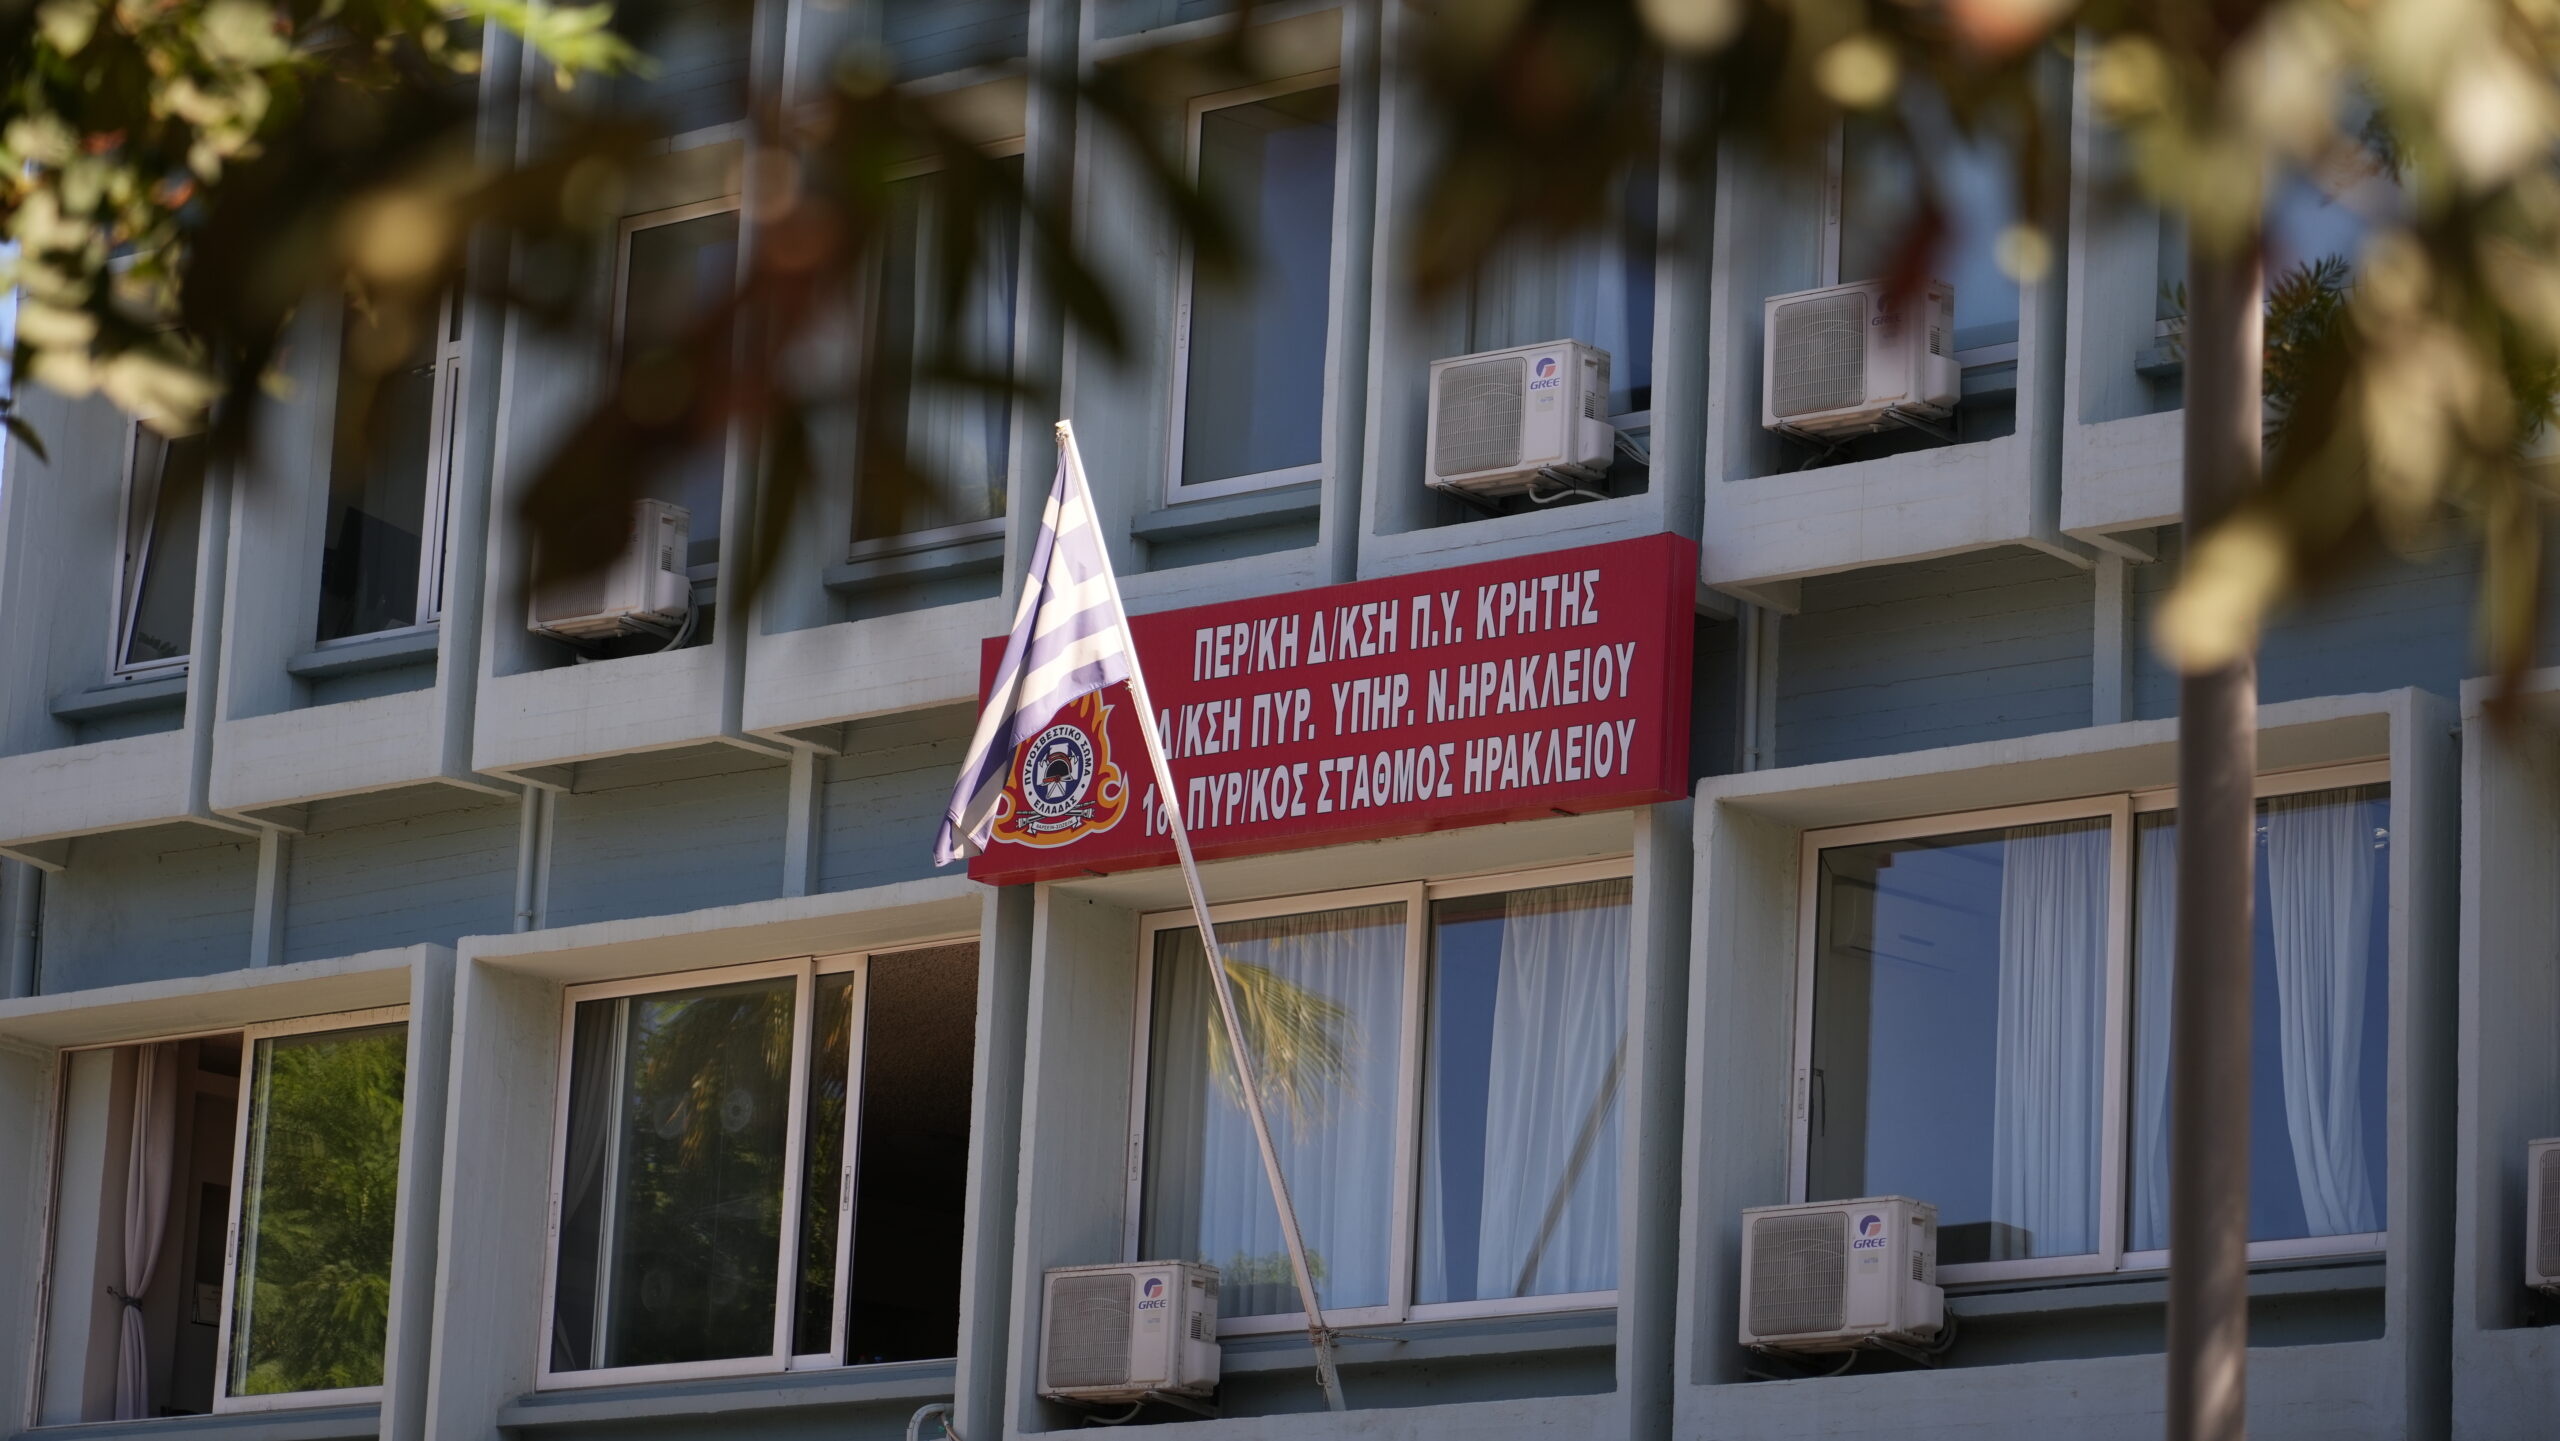 ΠΕΡ/ΚΗ Δ/ΚΣΗ Π.Υ. ΚΡΗΤΗΣ
Δ/ΚΣΗ ΠΥΡ. ΥΠΗΡ. Ν.ΗΡΑΚΛΕΙΟΥ
1ος ΠΥΡ/ΚΟΣ ΣΤΑΘΜΟΣ ΗΡΑΚΛΕΙΟΥ
ΠΥΡΟΣΒΕΣΤΙΚΟ ΣΩΜΑ
ΕΛΛΑΔΑΣ
GREE
GREE
GREE
GREE